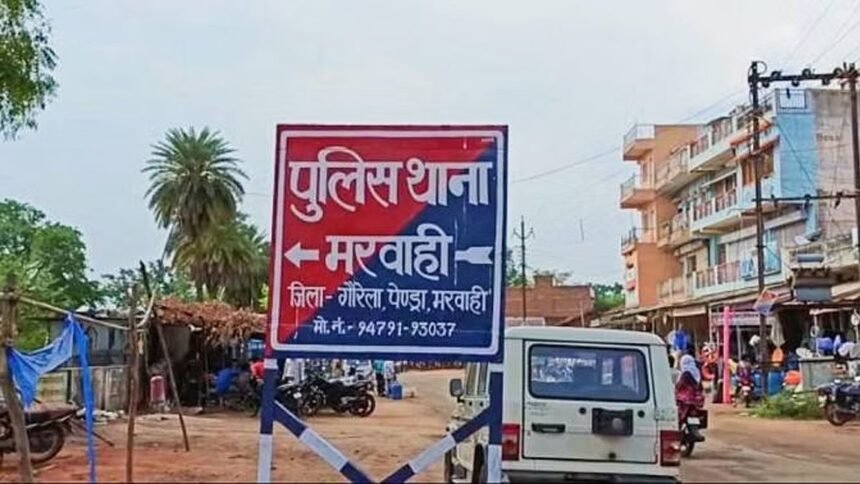 पुलिस थाना
मरवाही
जिला- गौरेला, पेण्ड्रा, मरवाही
मो.नं.- 94791-93037